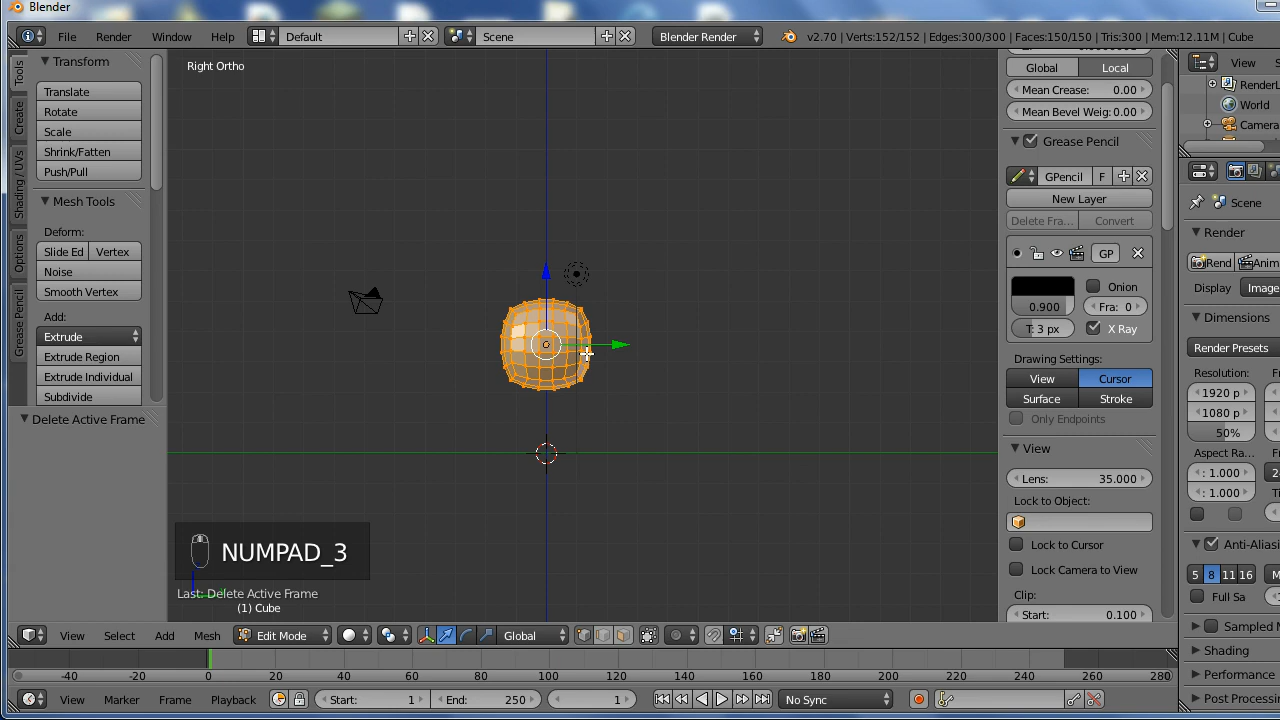 Blender
File Render Window Help Default Scene Blender Render v2.70 | Verts:152/152 | Edges:300/300 | Faces:150/150 | Tris:300 | Mem:12.11M | Cube
Right Ortho
Tools
Create
Shading / UVs
Options
Grease Pencil
Transform
Translate
Rotate
Scale
Shrink/Fatten
Push/Pull
Mesh Tools
Deform:
Slide Ed Vertex
Noise
Smooth Vertex
Add:
Extrude
Extrude Region
Extrude Individual
Subdivide
Delete Active Frame
NUMPAD_3
Last: Delete Active Frame
(1) Cube
Global Local
Mean Crease: 0.00
Mean Bevel Weig: 0.00
Grease Pencil
GPencil F
New Layer
Delete Fra... Convert
GP
Onion
0.900 Fra: 0
T: 3 px X Ray
Drawing Settings:
View Cursor
Surface Stroke
Only Endpoints
View
Lens: 35.000
Lock to Object:
Lock to Cursor
Lock Camera to View
Clip:
Start: 0.100
View S
RenderL
World
Camera
Scene
Render
Rend Anim
Display Image
Dimensions
Render Presets
Resolution: F
1920 p
1080 p
50%
Aspect Ra...
: 1.000 2
: 1.000
Anti-Aliasi
5 8 11 16 M
Full Sa
Sampled M
Shading
Performance
Post Processin
View Select Add Mesh Edit Mode Global
-40 -20 0 20 40 60 80 100 120 140 160 180 200 220 240 260 280
View Marker Frame Playback Start: 1 End: 250 1 No Sync